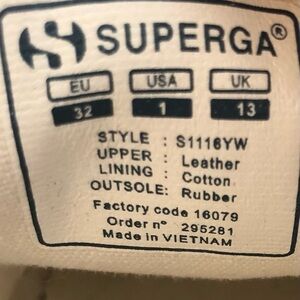 SUPERGA®
EU USA UK
32 1 13
STYLE : S1116YW
UPPER : Leather
LINING : Cotton
OUTSOLE: Rubber
Factory code 16079
Order n° 295281
Made in VIETNAM